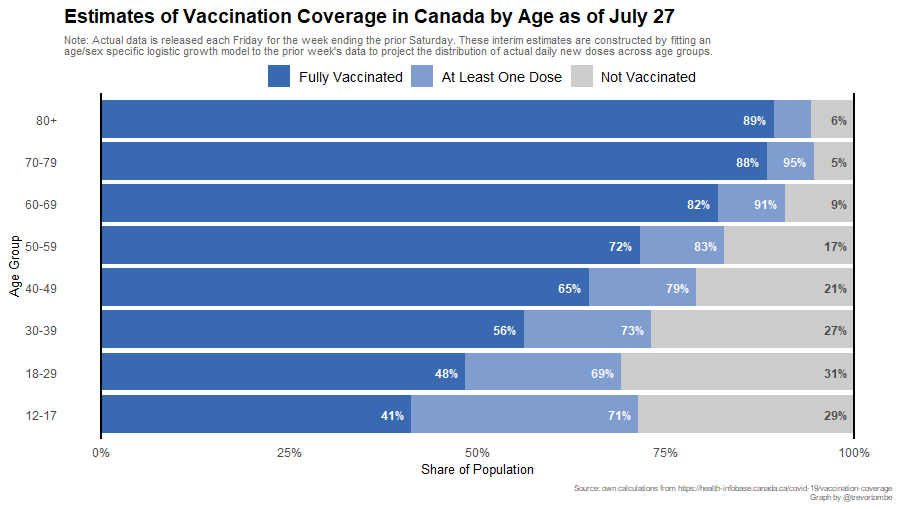 Estimates of Vaccination Coverage in Canada by Age as of July 27
Note: Actual data is released each Friday for the week ending the prior Saturday. These interim estimates are constructed by fitting an
age/sex specific logistic growth model to the prior week's data to project the distribution of actual daily new doses across age groups.
Fully Vaccinated At Least One Dose Not Vaccinated
80+ 89% 6%
70-79 88% 95% 5%
60-69 82% 91% 9%
50-59 72% 83% 17%
40-49 65% 79% 21%
30-39 56% 73% 27%
18-29 48% 69% 31%
12-17 41% 71% 29%
Age Group
0% 25% 50% 75% 100%
Share of Population
Source: own calculations from https://health-infobase.canada.ca/covid-19/vaccination-coverage
Graph by @trevortombe